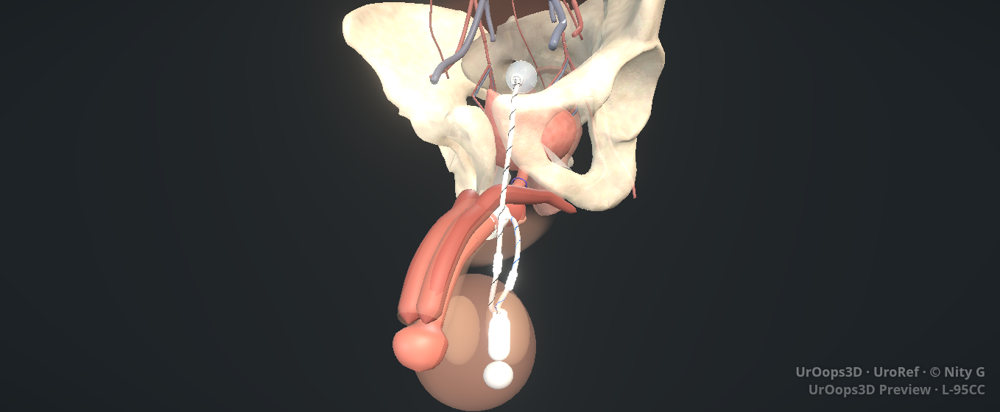 UrOops3D · UroRef · © Nity G
UrOops3D Preview · L-95CC